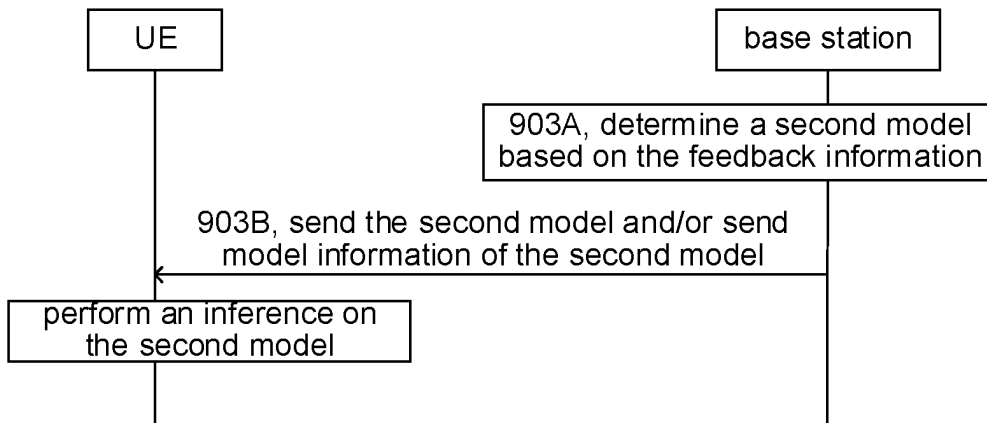 UE
base station
903A, determine a second model
based on the feedback information
903B, send the second model and/or send
model information of the second model
perform an inference on
the second model